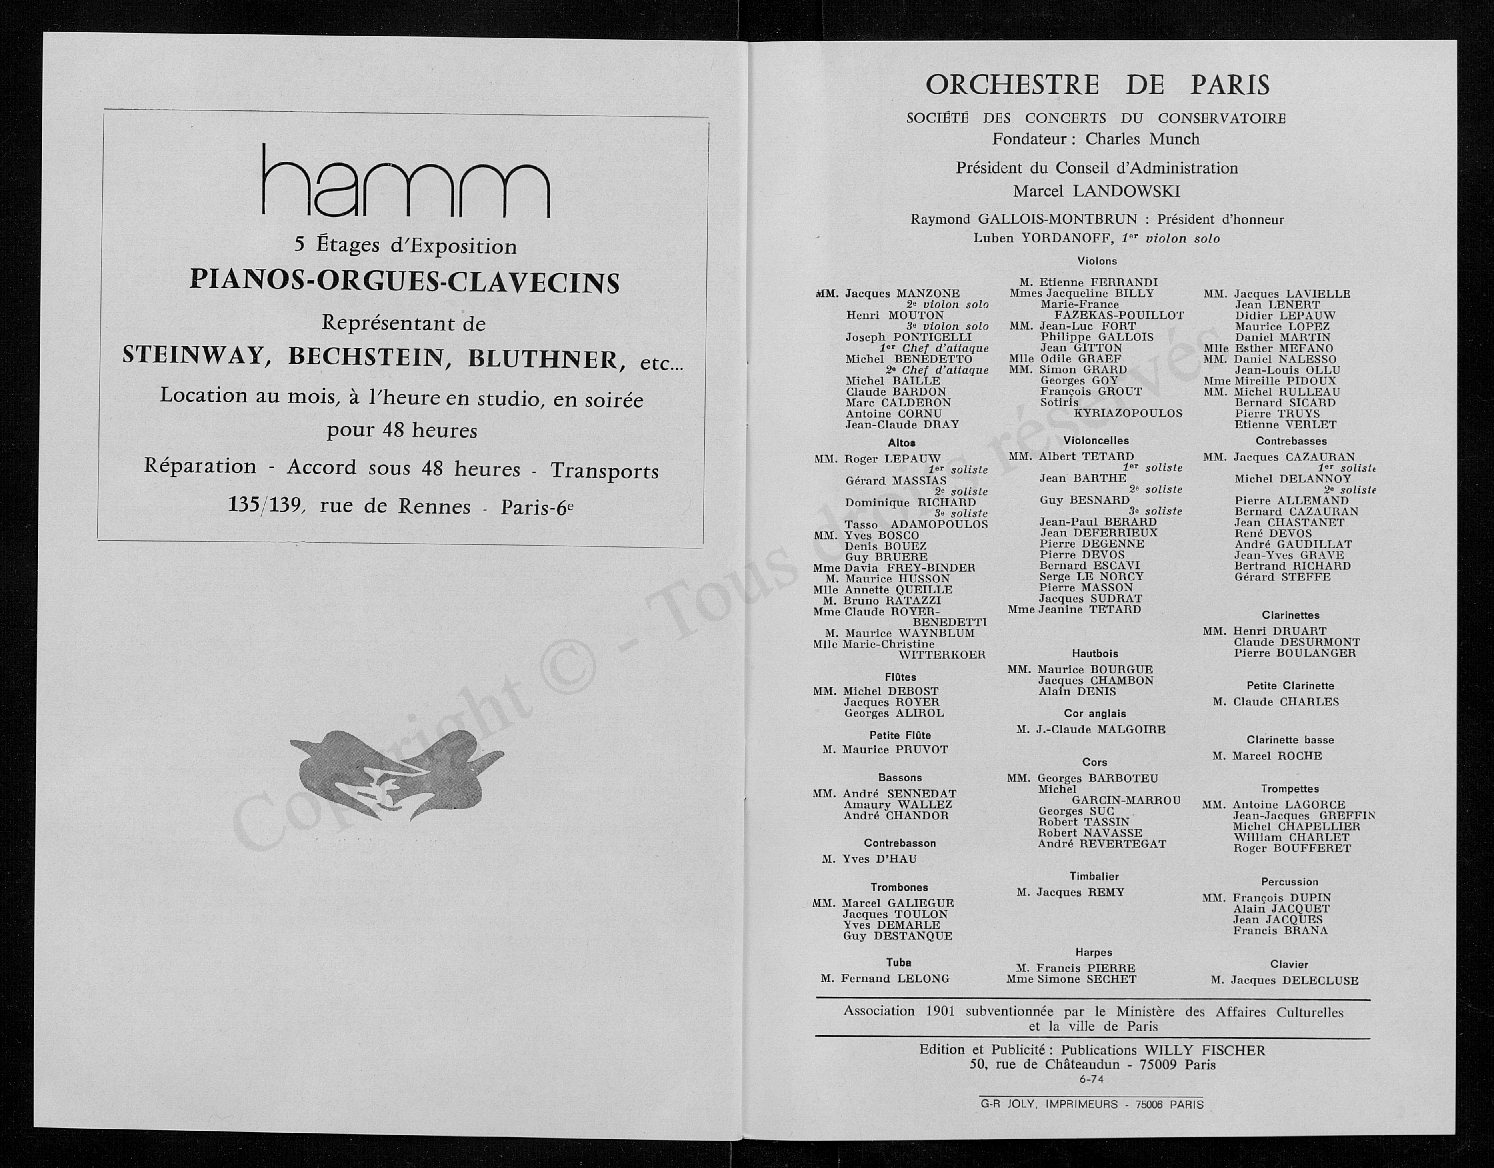 hamm
5 Étages d'Exposition
PIANOS-ORGUES-CLAVECINS
Représentant de
STEINWAY, BECHSTEIN, BLUTHNER, etc...
Location au mois, à l'heure en studio, en soirée
pour 48 heures
Réparation - Accord sous 48 heures - Transports
135/139, rue de Rennes - Paris-6e
ORCHESTRE DE PARIS
SOCIÉTÉ DES CONCERTS DU CONSERVATOIRE
Fondateur : Charles Munch
Président du Conseil d'Administration
Marcel LANDOWSKI
Raymond GALLOIS-MONTBRUN : Président d'honneur
Luben YORDANOFF, 1er violon solo
Violons
MM. Jacques MANZONE
2e violon solo
Henri MOUTON
3e violon solo
Joseph PONTICELLI
1er Chef d'attaque
Michel BENEDETTO
2e Chef d'attaque
Michel BAILLE
Claude BARDON
Marc CALDERON
Antoine CORNU
Jean-Claude DRAY
M. Etienne FERRANDI
Mmes Jacqueline BILLY
Marie-France
FAZEKAS-POUILLOT
MM. Jean-Luc FORT
Philippe GALLOIS
Jean GITTON
Mlle Odile GRAEF
MM. Simon GRARD
Georges GOY
François GROUT
Sotiris
KYRIAZOPOULOS
MM. Jacques LAVIELLE
Jean LENERT
Didier LEPAUW
Maurice LOPEZ
Daniel MARTIN
Mlle Esther MEFANO
MM. Daniel NALESSO
Jean-Louis OLLU
Mme Mireille PIDOUX
MM. Michel RULLEAU
Bernard SICARD
Pierre TRUYS
Etienne VERLET
Altos
MM. Roger LEPAUW
1er soliste
Gérard MASSIAS
2e soliste
Dominique RICHARD
3e soliste
Tasso ADAMOPOULOS
MM. Yves BOSCO
Denis BOUEZ
Guy BRUERE
Mme Davia FREY-BINDER
M. Maurice HUSSON
Mlle Annette QUEILLE
M. Bruno RATAZZI
Mme Claude ROYER-
BENEDETTI
M. Maurice WAYNBLUM
Mlle Marie-Christine
WITTERKOER
Flûtes
MM. Michel DEBOST
Jacques ROYER
Georges ALIROL
Petite Flûte
M. Maurice PRUVOT
Bassons
MM. André SENNEDAT
Amaury WALLEZ
André CHANDOR
Contrebasson
M. Yves D'HAU
Trombones
MM. Marcel GALIEGUE
Jacques TOULON
Yves DEMARLE
Guy DESTANQUE
Tuba
M. Fernand LELONG
Violoncelles
MM. Albert TETARD
1er soliste
Jean BARTHE
2e soliste
Guy BESNARD
3e soliste
Jean-Paul BERARD
Jean DEFERRIEUX
Pierre DEGENNE
Pierre DEVOS
Bernard ESCAVI
Serge LE NORCY
Pierre MASSON
Jacques SUDRAT
Mme Jeanine TETARD
Hautbois
MM. Maurice BOURGUE
Jacques CHAMBON
Alain DENIS
Cor anglais
M. J.-Claude MALGOIRE
Cors
MM. Georges BARBOTEU
Michel
GARCIN-MARROU
Georges SUC
Robert TASSIN
Robert NAVASSE
André REVERTEGAT
Timbalier
M. Jacques REMY
Harpes
M. Francis PIERRE
Mme Simone SECHET
Contrebasses
MM. Jacques CAZAURAN
1er soliste
Michel DELANNOY
2e soliste
Pierre ALLEMAND
Bernard CAZAURAN
Jean CHASTANET
René DEVOS
André GAUDILLAT
Jean-Yves GRAVE
Bertrand RICHARD
Gérard STEFFE
Clarinettes
MM. Henri DRUART
Claude DESURMONT
Pierre BOULANGER
Petite Clarinette
M. Claude CHARLES
Clarinette basse
M. Marcel ROCHE
Trompettes
MM. Antoine LAGORCE
Jean-Jacques GREFFIN
Michel CHAPELLIER
William CHARLET
Roger BOUFFERET
Percussion
MM. François DUPIN
Alain JACQUET
Jean JACQUES
Francis BRANA
Clavier
M. Jacques DELECLUSE
Association 1901 subventionnée par le Ministère des Affaires Culturelles
et la ville de Paris
Edition et Publicité : Publications WILLY FISCHER
50, rue de Châteaudun - 75009 Paris
6-74
G-R JOLY, IMPRIMEURS - 75006 PARIS
Copyright © - Tous droits réservés